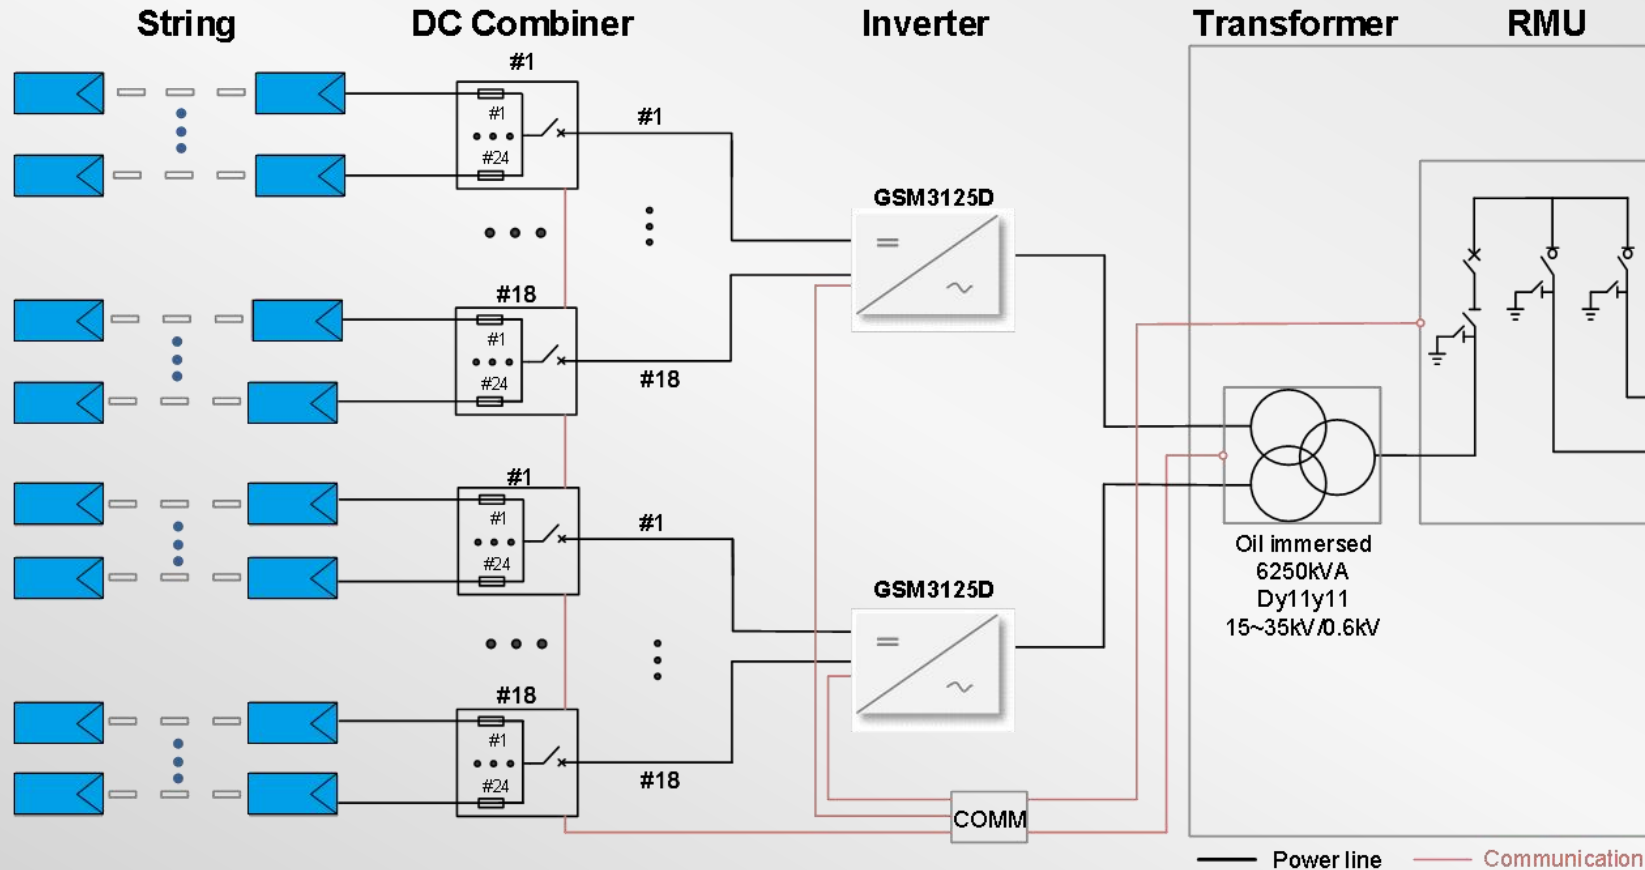 String
DC Combiner
Inverter
Transformer
RMU
#1
#1
#24
#1
GSM3125D
#18
#1
#24
#18
#1
#1
#24
#1
Oil immersed
6250kVA
Dy11y11
15~35kV/0.6kV
GSM3125D
#18
#1
#24
#18
COMM
Power line
Communication